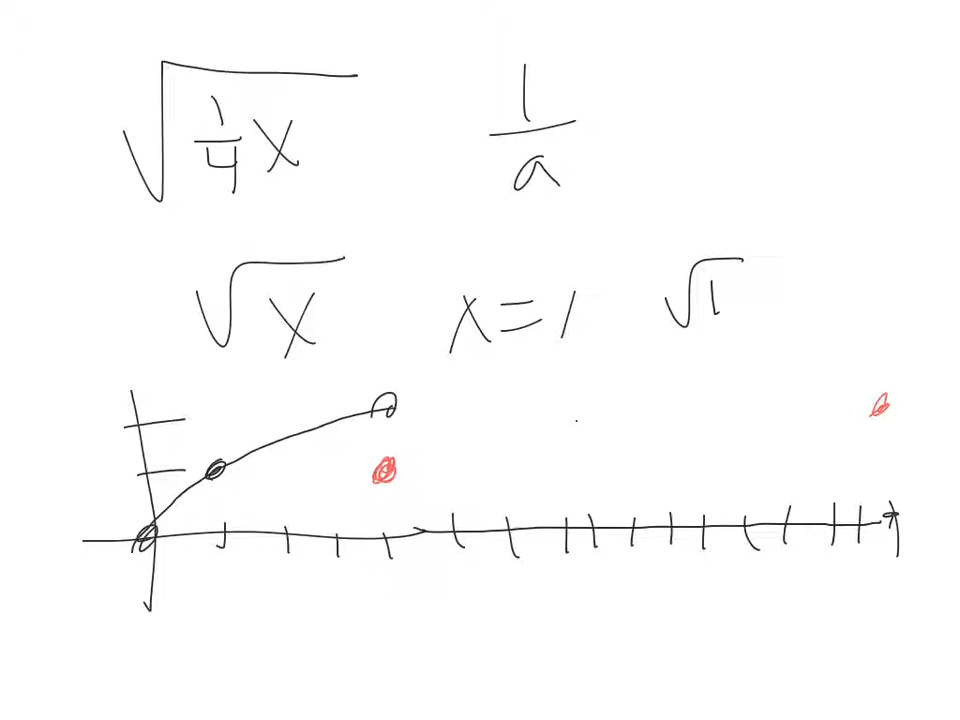 √(1/4 x) 1/a
√x x=1 √1